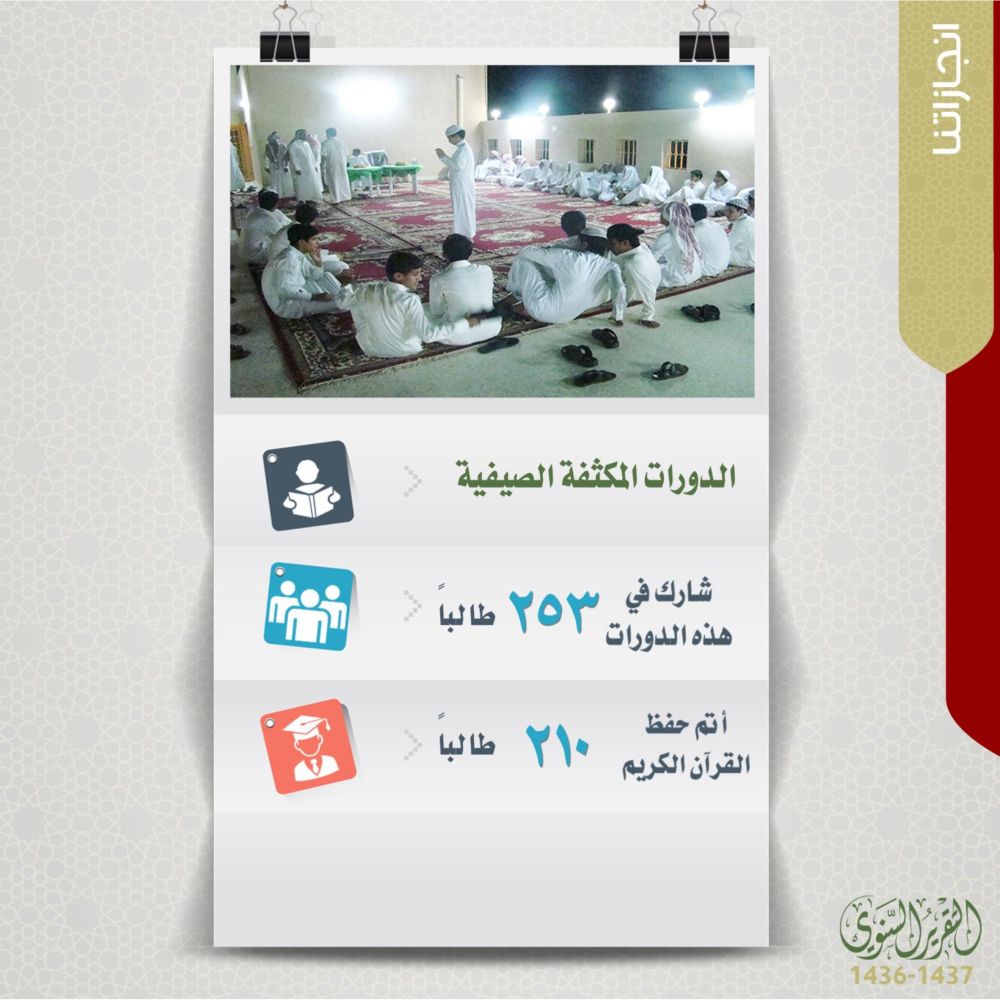 انجازاتنا
الدورات المكثفة الصيفية
شارك في
هذه الدورات
٢٥٣ طالباً
أتم حفظ
القرآن الكريم
٢١٠ طالباً
التقرير السنوي
1436-1437